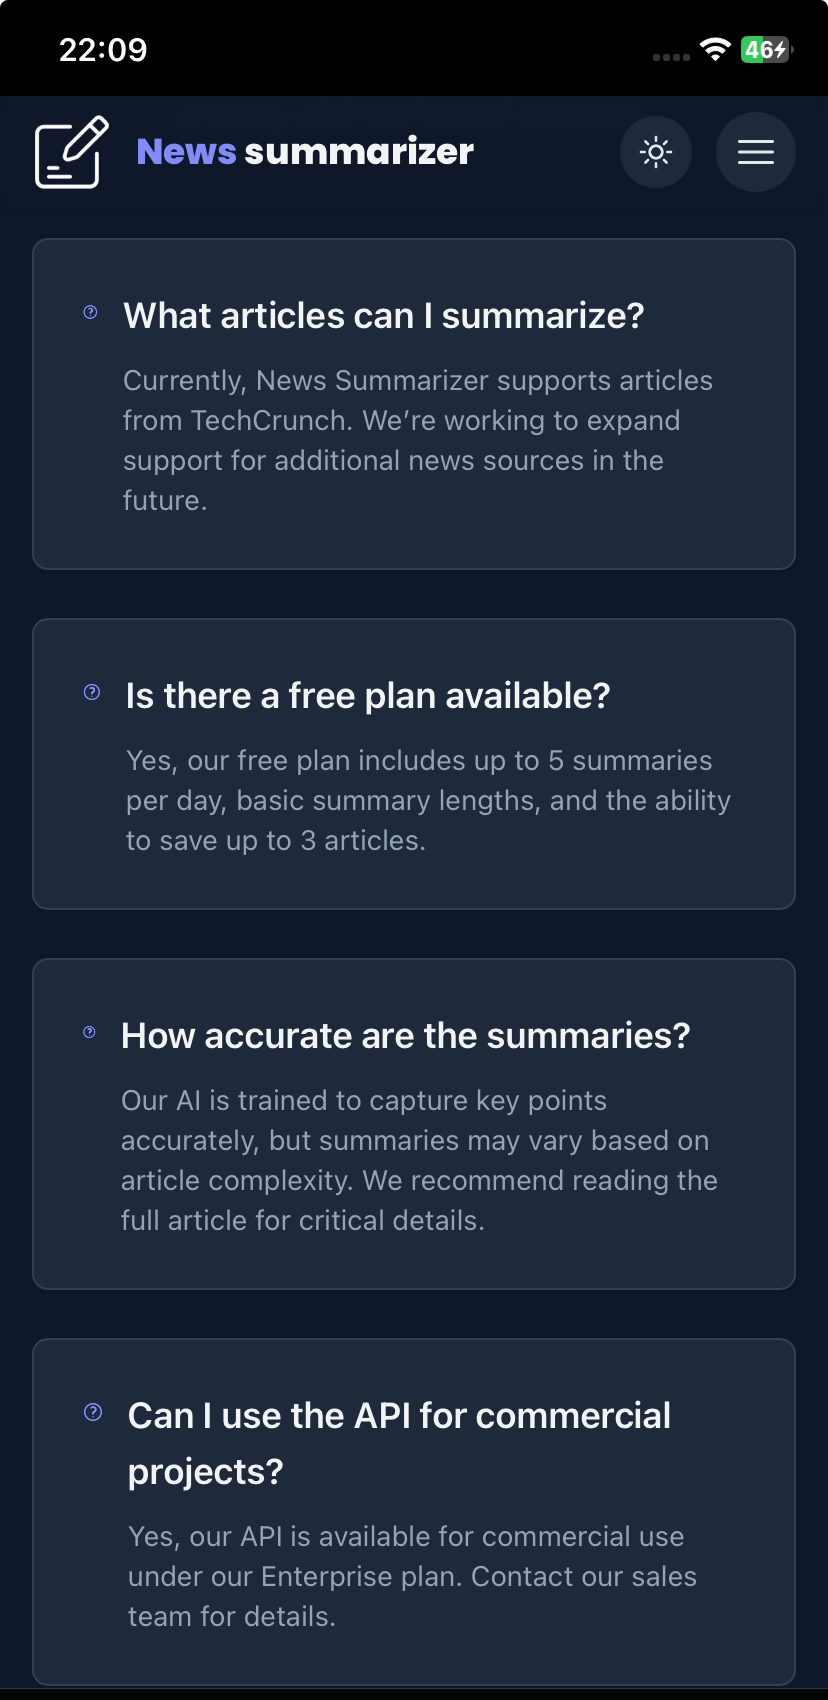 22:09
46
News summarizer
What articles can I summarize?
Currently, News Summarizer supports articles
from TechCrunch. We’re working to expand
support for additional news sources in the
future.
Is there a free plan available?
Yes, our free plan includes up to 5 summaries
per day, basic summary lengths, and the ability
to save up to 3 articles.
How accurate are the summaries?
Our AI is trained to capture key points
accurately, but summaries may vary based on
article complexity. We recommend reading the
full article for critical details.
Can I use the API for commercial
projects?
Yes, our API is available for commercial use
under our Enterprise plan. Contact our sales
team for details.